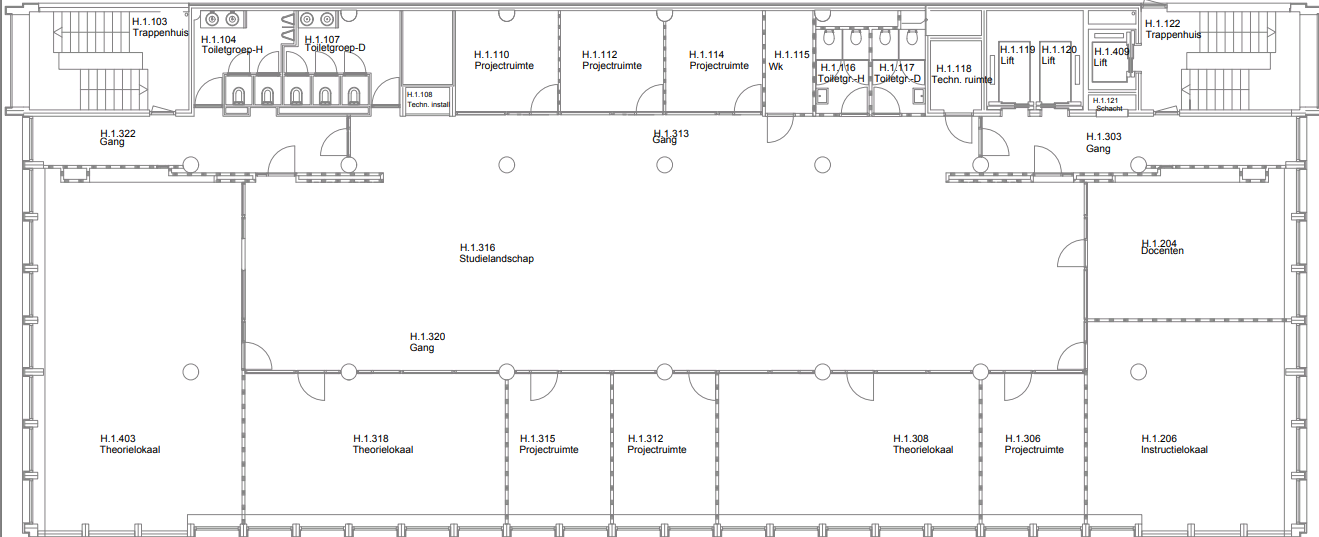 H.1.103
Trappenhuis
H.1.104
Toiletgroep-H
H.1.107
Toiletgroep-D
H.1.108
Techn. install
H.1.110
Projectruimte
H.1.112
Projectruimte
H.1.114
Projectruimte
H.1.115
Wk
H.1.116
Toiletgr.-H
H.1.117
Toiletgr.-D
H.1.118
Techn. ruimte
H.1.119
Lift
H.1.120
Lift
H.1.409
Lift
H.1.121
Schacht
H.1.122
Trappenhuis
H.1.322
Gang
H.1.313
Gang
H.1.303
Gang
H.1.316
Studielandschap
H.1.204
Docenten
H.1.320
Gang
H.1.403
Theorielokaal
H.1.318
Theorielokaal
H.1.315
Projectruimte
H.1.312
Projectruimte
H.1.308
Theorielokaal
H.1.306
Projectruimte
H.1.206
Instructielokaal